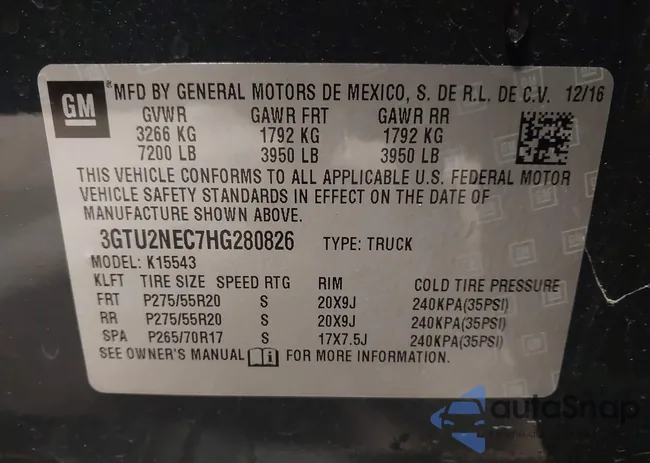 GM
MFD BY GENERAL MOTORS DE MEXICO, S. DE R.L. DE C.V. 12/16
GVWR GAWR FRT GAWR RR
3266 KG 1792 KG 1792 KG
7200 LB 3950 LB 3950 LB
THIS VEHICLE CONFORMS TO ALL APPLICABLE U.S. FEDERAL MOTOR
VEHICLE SAFETY STANDARDS IN EFFECT ON THE DATE OF
MANUFACTURE SHOWN ABOVE.
3GTU2NEC7HG280826 TYPE: TRUCK
MODEL: K15543
KLFT TIRE SIZE SPEED RTG RIM COLD TIRE PRESSURE
FRT P275/55R20 S 20X9J 240KPA(35PSI)
RR P275/55R20 S 20X9J 240KPA(35PSI)
SPA P265/70R17 S 17X7.5J 240KPA(35PSI)
SEE OWNER'S MANUAL FOR MORE INFORMATION.
autoSnap